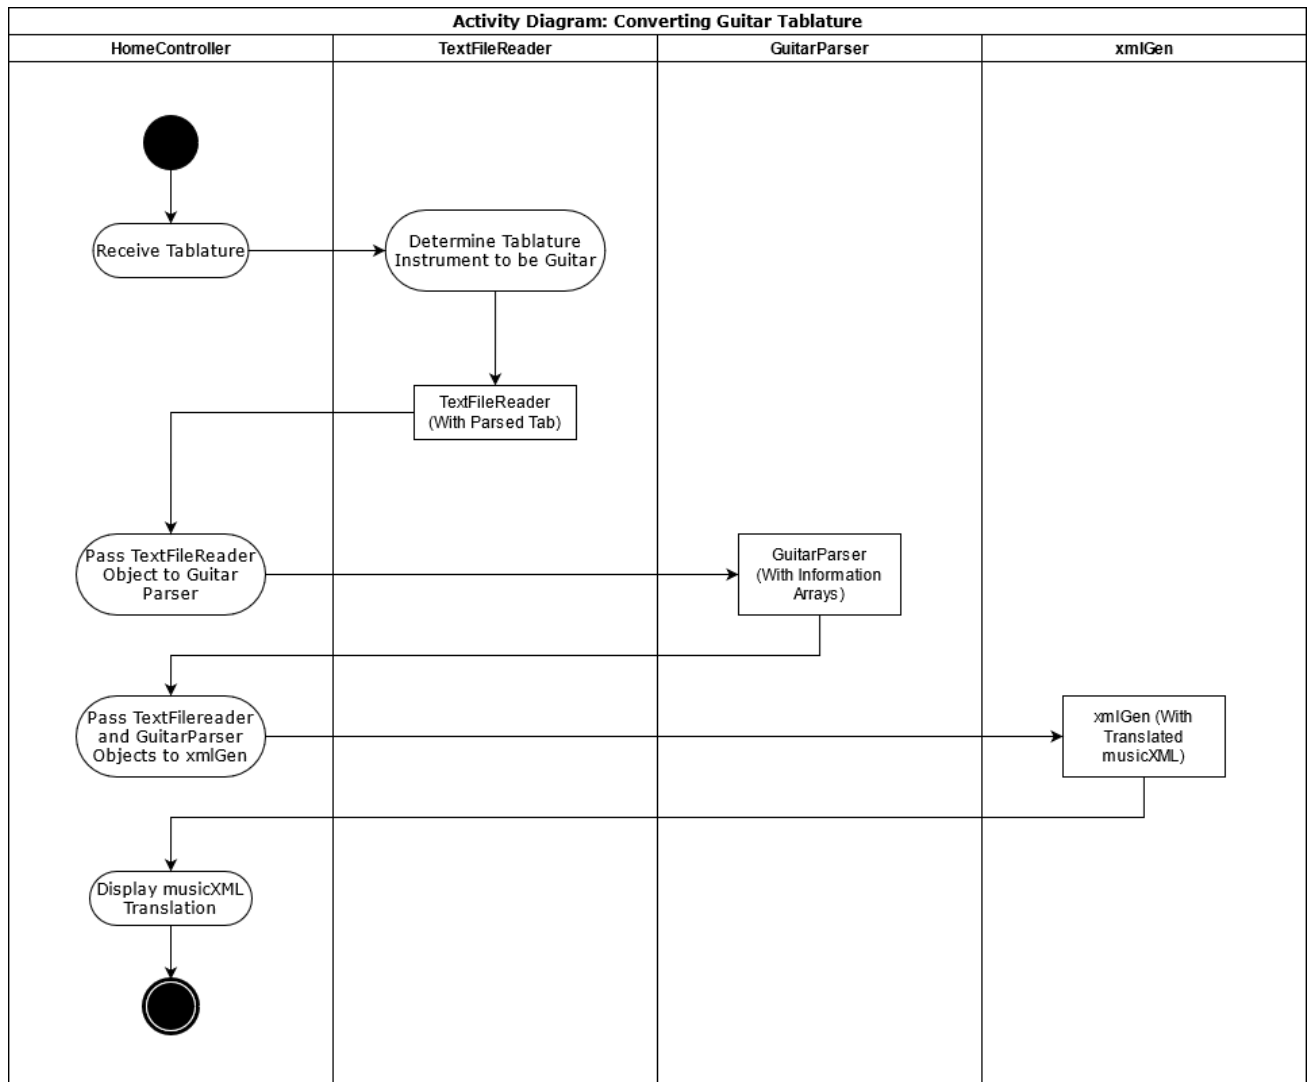 Activity Diagram: Converting Guitar Tablature
HomeController
TextFileReader
GuitarParser
xmlGen
Receive Tablature
Determine Tablature
Instrument to be Guitar
TextFileReader
(With Parsed Tab)
Pass TextFileReader
Object to Guitar
Parser
GuitarParser
(With Information
Arrays)
Pass TextFilereader
and GuitarParser
Objects to xmlGen
xmlGen (With
Translated
musicXML)
Display musicXML
Translation